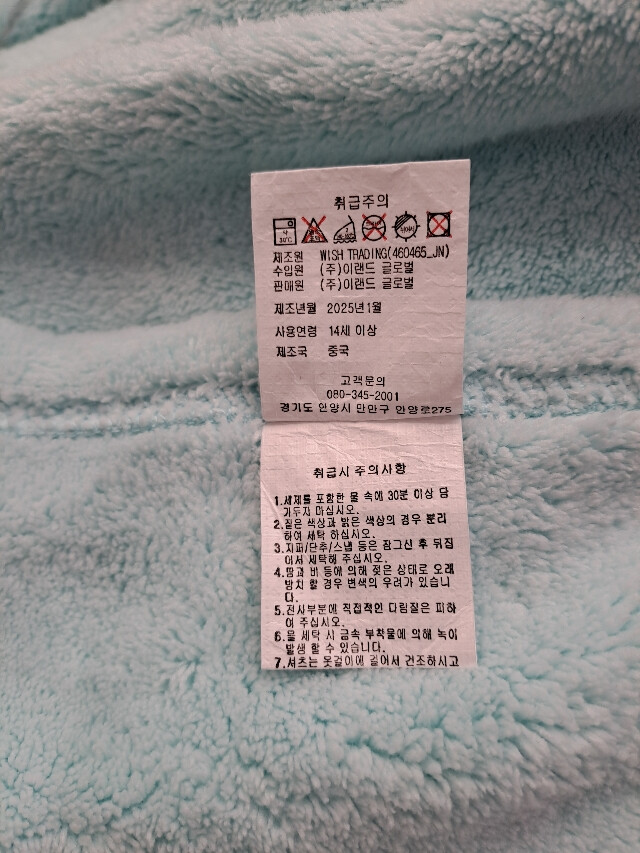 취급주의
약
30℃
제조원 WISH TRADING(460465_JN)
수입원 (주)이랜드 글로벌
판매원 (주)이랜드 글로벌
제조년월 2025년1월
사용연령 14세 이상
제조국 중국
고객문의
080-345-2001
경기도 안양시 만안구 안양로275
취급시 주의사항
1.세제를 포함한 물 속에 30분 이상 담
가두지 마십시오.
2.짙은 색상과 밝은 색상의 경우 분리
하여 세탁 하십시오.
3.지퍼/단추/스냅 등은 잠그신 후 뒤집
어서 세탁해 주십시오.
4.땀과 비 등에 의해 젖은 상태로 오래
방치 할 경우 변색의 우려가 있습니
다.
5.전사부분에 직접적인 다림질은 피하
여 주십시오.
6.물 세탁 시 금속 부착물에 의해 녹이
발생 할 수 있습니다.
7.셔츠는 옷걸이에 걸어서 건조하시고